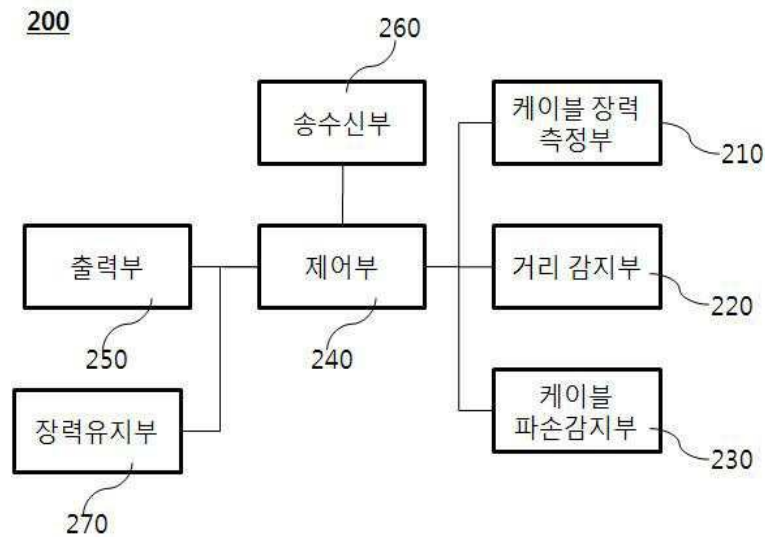 200
260
송수신부
케이블 장력
측정부
210
출력부
제어부
거리 감지부
250
240
220
장력유지부
270
케이블
파손감지부
230